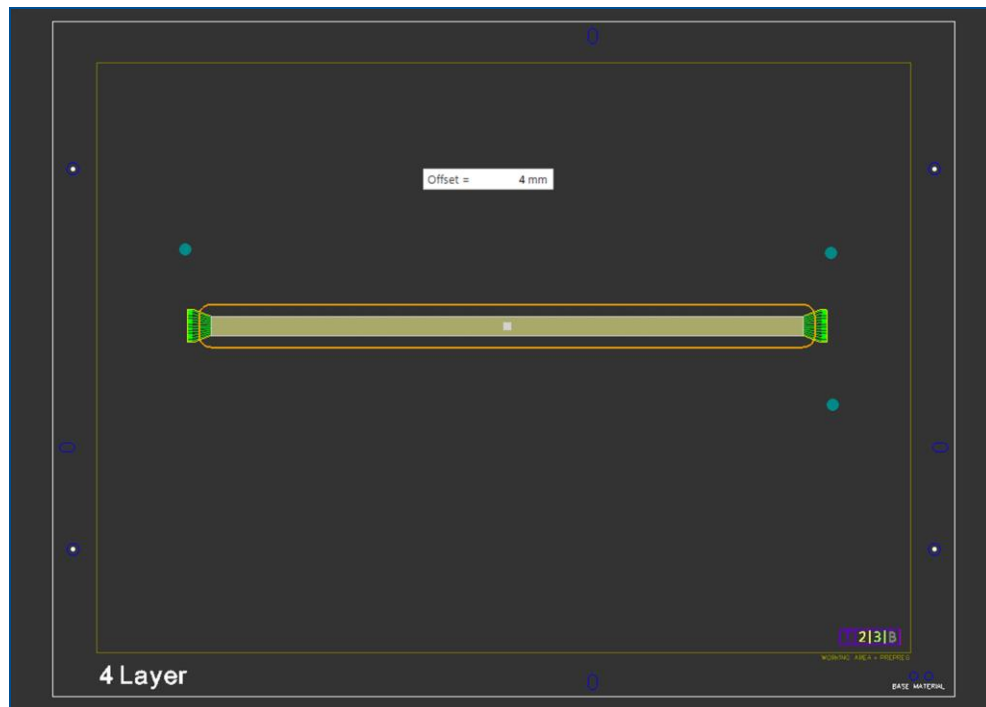 Offset = 4 mm
2|3|B
WORKING AREA + PREPREG
4 Layer
BASE MATERIAL